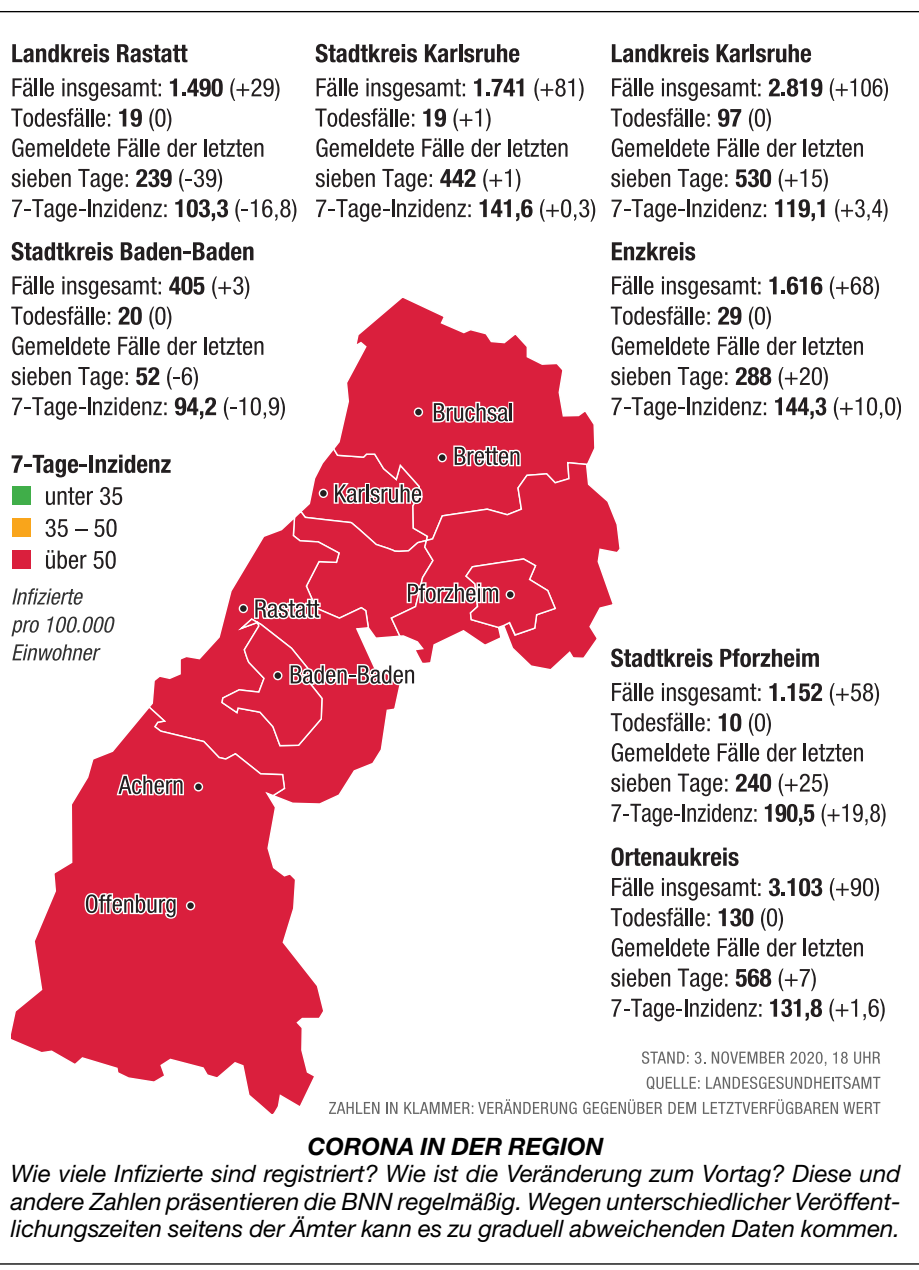 Landkreis Rastatt
Fälle insgesamt: 1.490 (+29)
Todesfälle: 19 (0)
Gemeldete Fälle der letzten
sieben Tage: 239 (-39)
7-Tage-Inzidenz: 103,3 (-16,8)
Stadtkreis Karlsruhe
Fälle insgesamt: 1.741 (+81)
Todesfälle: 19 (+1)
Gemeldete Fälle der letzten
sieben Tage: 442 (+1)
7-Tage-Inzidenz: 141,6 (+0,3)
Landkreis Karlsruhe
Fälle insgesamt: 2.819 (+106)
Todesfälle: 97 (0)
Gemeldete Fälle der letzten
sieben Tage: 530 (+15)
7-Tage-Inzidenz: 119,1 (+3,4)
Stadtkreis Baden-Baden
Fälle insgesamt: 405 (+3)
Todesfälle: 20 (0)
Gemeldete Fälle der letzten
sieben Tage: 52 (-6)
7-Tage-Inzidenz: 94,2 (-10,9)
Enzkreis
Fälle insgesamt: 1.616 (+68)
Todesfälle: 29 (0)
Gemeldete Fälle der letzten
sieben Tage: 288 (+20)
7-Tage-Inzidenz: 144,3 (+10,0)
7-Tage-Inzidenz
unter 35
35 – 50
über 50
Infizierte
pro 100.000
Einwohner
Bruchsal
Bretten
Karlsruhe
Pforzheim
Rastatt
Baden-Baden
Achern
Offenburg
Stadtkreis Pforzheim
Fälle insgesamt: 1.152 (+58)
Todesfälle: 10 (0)
Gemeldete Fälle der letzten
sieben Tage: 240 (+25)
7-Tage-Inzidenz: 190,5 (+19,8)
Ortenaukreis
Fälle insgesamt: 3.103 (+90)
Todesfälle: 130 (0)
Gemeldete Fälle der letzten
sieben Tage: 568 (+7)
7-Tage-Inzidenz: 131,8 (+1,6)
STAND: 3. NOVEMBER 2020, 18 UHR
QUELLE: LANDESGESUNDHEITSAMT
ZAHLEN IN KLAMMER: VERÄNDERUNG GEGENÜBER DEM LETZTVERFÜGBAREN WERT
CORONA IN DER REGION
Wie viele Infizierte sind registriert? Wie ist die Veränderung zum Vortag? Diese und
andere Zahlen präsentieren die BNN regelmäßig. Wegen unterschiedlicher Veröffent-
lichungszeiten seitens der Ämter kann es zu graduell abweichenden Daten kommen.